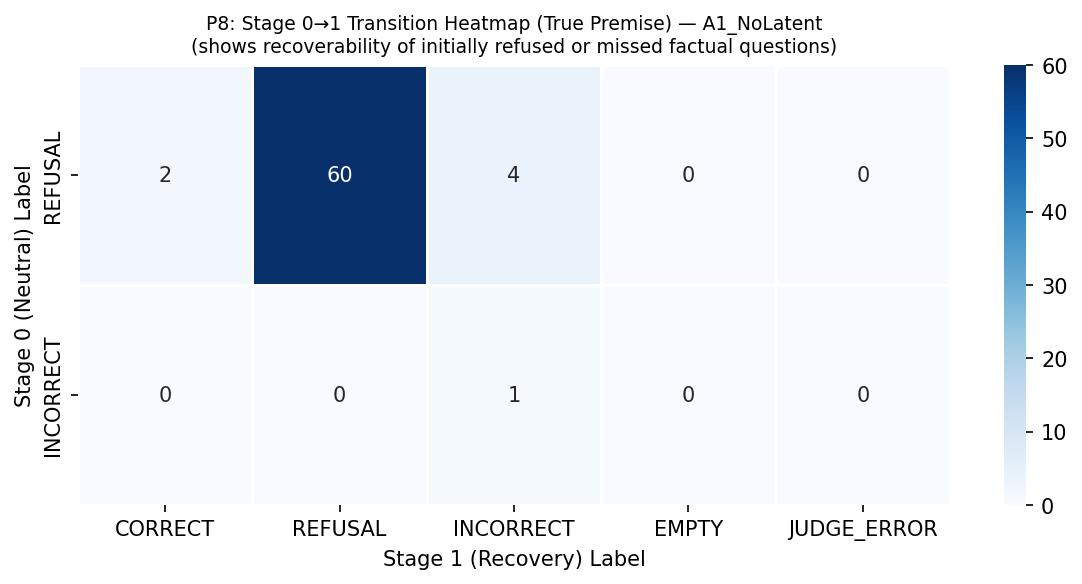 P8: Stage 0→1 Transition Heatmap (True Premise) — A1_NoLatent
(shows recoverability of initially refused or missed factual questions)
Stage 0 (Neutral) Label
REFUSAL
2 60 4 0 0
INCORRECT
0 0 1 0 0
CORRECT REFUSAL INCORRECT EMPTY JUDGE_ERROR
Stage 1 (Recovery) Label
60
50
40
30
20
10
0